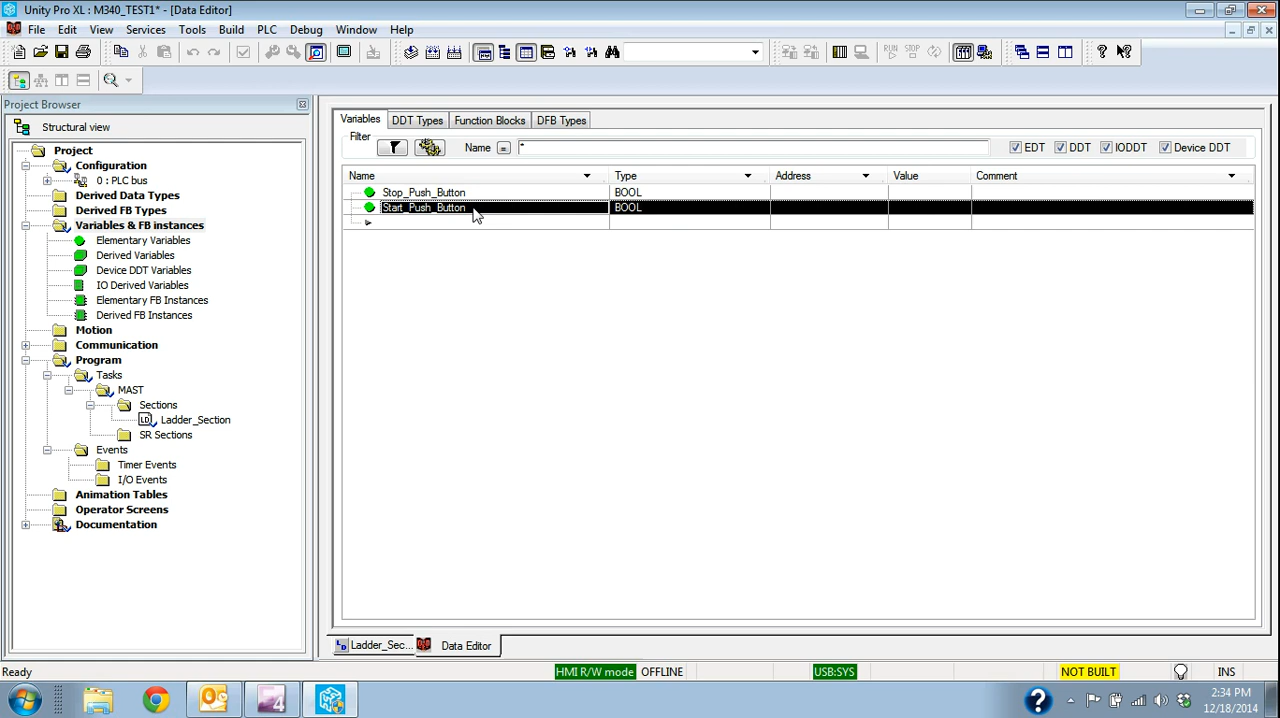 Unity Pro XL : M340_TEST1* - [Data Editor]
File Edit View Services Tools Build PLC Debug Window Help
RUN STOP
Project Browser
Structural view
Project
Configuration
0 : PLC bus
Derived Data Types
Derived FB Types
Variables & FB instances
Elementary Variables
Derived Variables
Device DDT Variables
IO Derived Variables
Elementary FB Instances
Derived FB Instances
Motion
Communication
Program
Tasks
MAST
Sections
LD Ladder_Section
SR Sections
Events
Timer Events
I/O Events
Animation Tables
Operator Screens
Documentation
Variables DDT Types Function Blocks DFB Types
Filter
Name = * EDT DDT IODDT Device DDT
Name Type Address Value Comment
Stop_Push_Button BOOL
Start_Push_Button BOOL
Ladder_Sec... Data Editor
Ready HMI R/W mode OFFLINE USB:SYS NOT BUILT INS
2:34 PM
12/18/2014